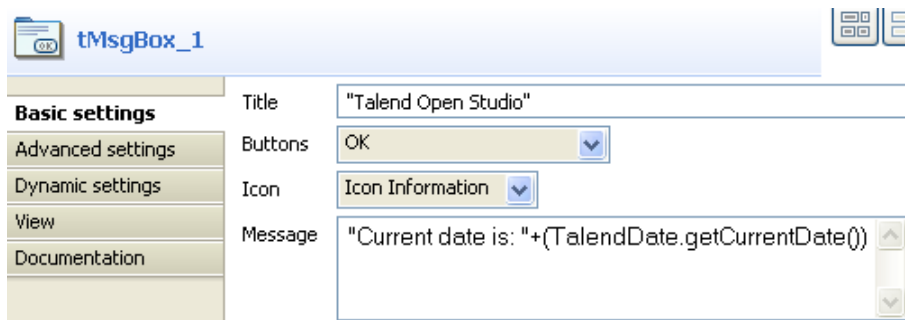 OK
tMsgBox_1
Basic settings
Advanced settings
Dynamic settings
View
Documentation
Title "Talend Open Studio"
Buttons OK
Icon Icon Information
Message "Current date is: "+(TalendDate.getCurrentDate())